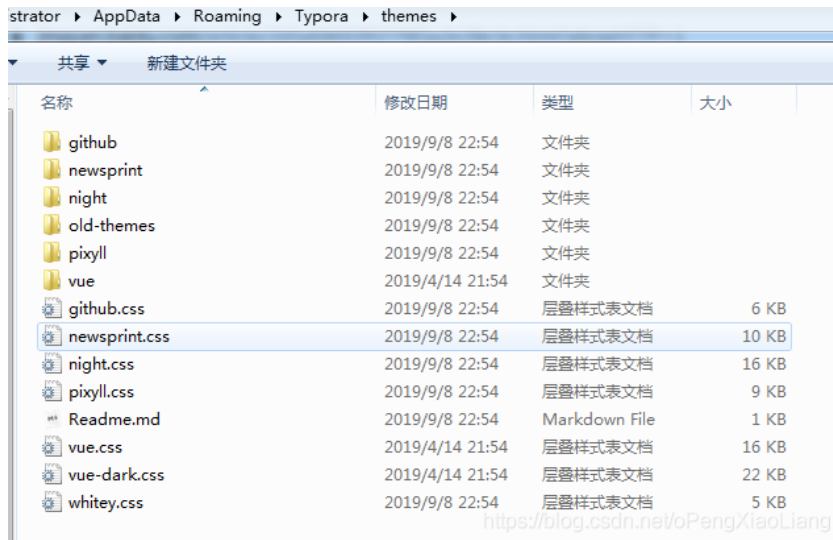 strator ▸ AppData ▸ Roaming ▸ Typora ▸ themes ▸
共享 新建文件夹
名称 修改日期 类型 大小
github 2019/9/8 22:54 文件夹
newsprint 2019/9/8 22:54 文件夹
night 2019/9/8 22:54 文件夹
old-themes 2019/9/8 22:54 文件夹
pixyll 2019/9/8 22:54 文件夹
vue 2019/4/14 21:54 文件夹
github.css 2019/9/8 22:54 层叠样式表文档 6 KB
newsprint.css 2019/9/8 22:54 层叠样式表文档 10 KB
night.css 2019/9/8 22:54 层叠样式表文档 16 KB
pixyll.css 2019/9/8 22:54 层叠样式表文档 9 KB
Readme.md 2019/9/8 22:54 Markdown File 1 KB
vue.css 2019/4/14 21:54 层叠样式表文档 16 KB
vue-dark.css 2019/4/14 21:54 层叠样式表文档 22 KB
whitey.css 2019/9/8 22:54 层叠样式表文档 5 KB
https://blog.csdn.net/oPengXiaoLiang